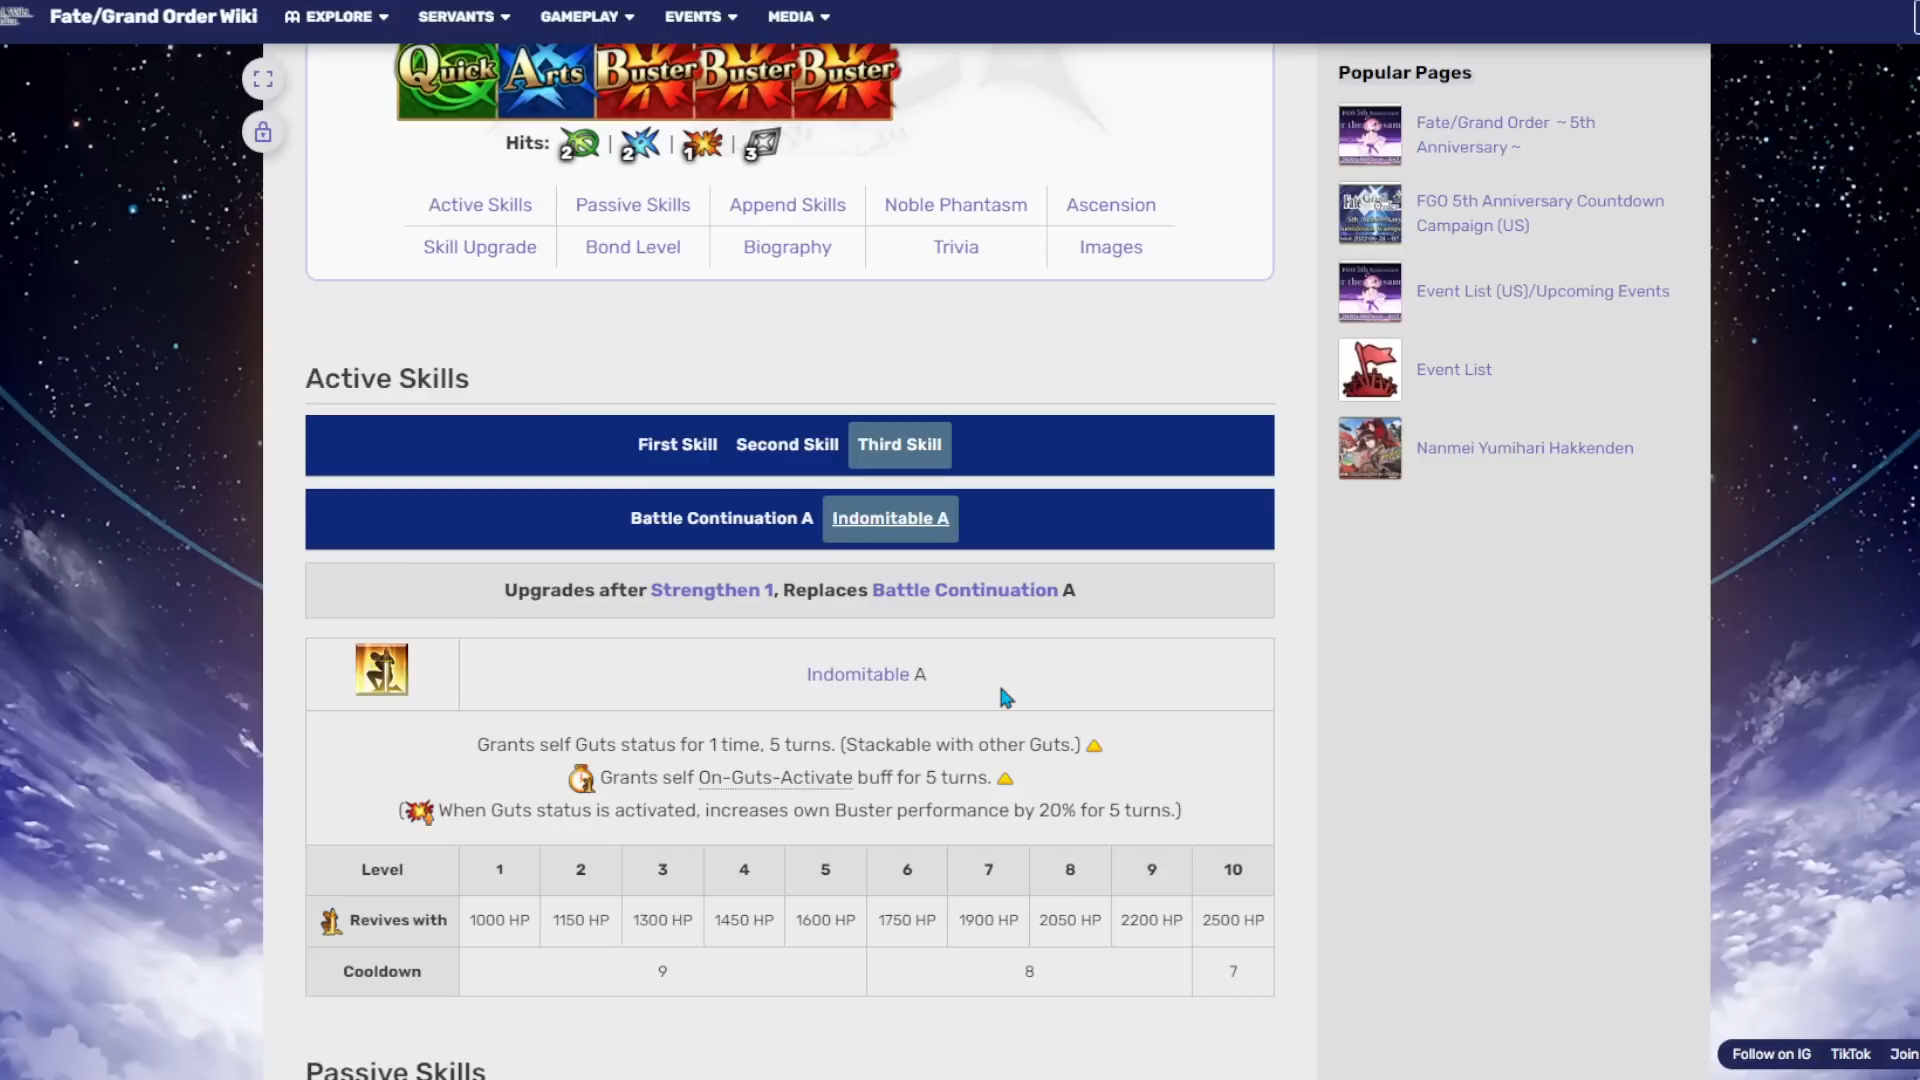 Fate/Grand Order Wiki
EXPLORE
SERVANTS
GAMEPLAY
EVENTS
MEDIA
Quick Arts Buster Buster Buster
Hits: 2 | 2 | 1 | 3
Active Skills
Passive Skills
Append Skills
Noble Phantasm
Ascension
Skill Upgrade
Bond Level
Biography
Trivia
Images
Active Skills
First Skill Second Skill Third Skill
Battle Continuation A Indomitable A
Upgrades after Strengthen 1, Replaces Battle Continuation A
Indomitable A
Grants self Guts status for 1 time, 5 turns. (Stackable with other Guts.)
Grants self On-Guts-Activate buff for 5 turns.
( When Guts status is activated, increases own Buster performance by 20% for 5 turns.)
Level 1 2 3 4 5 6 7 8 9 10
Revives with 1000 HP 1150 HP 1300 HP 1450 HP 1600 HP 1750 HP 1900 HP 2050 HP 2200 HP 2500 HP
Cooldown 9 8 7
Passive Skills
Popular Pages
Fate/Grand Order ~ 5th
Anniversary ~
FGO 5th Anniversary Countdown
Campaign (US)
Event List (US)/Upcoming Events
Event List
Nanmei Yumihari Hakkenden
Follow on IG TikTok Join